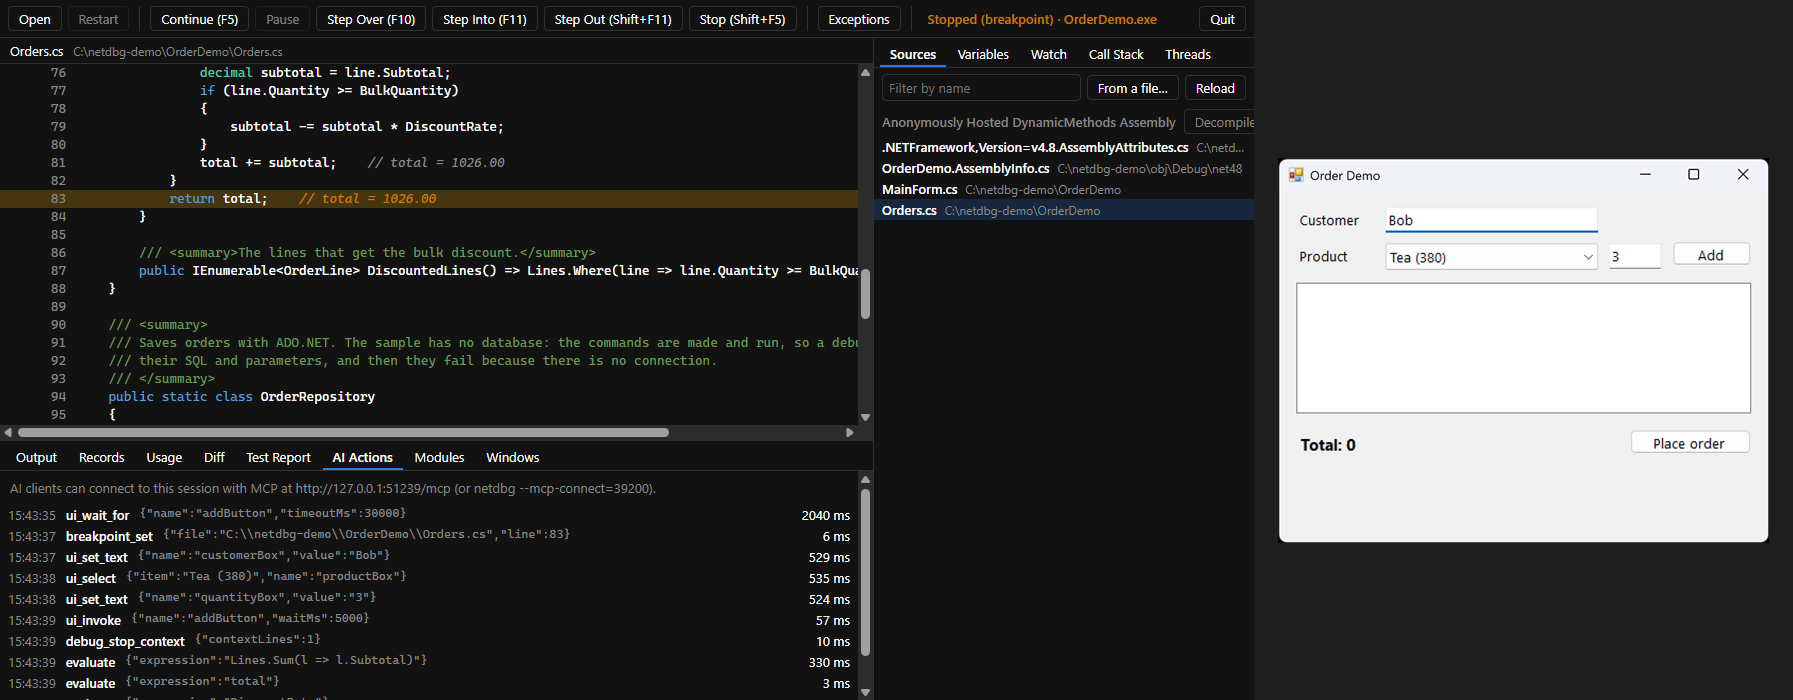 Open Restart Continue (F5) Pause Step Over (F10) Step Into (F11) Step Out (Shift+F11) Stop (Shift+F5) Exceptions Stopped (breakpoint) · OrderDemo.exe Quit
Orders.cs C:\netdbg-demo\OrderDemo\Orders.cs
76 decimal subtotal = line.Subtotal;
77 if (line.Quantity >= BulkQuantity)
78 {
79 subtotal -= subtotal * DiscountRate;
80 }
81 total += subtotal; // total = 1026.00
82 }
83 return total; // total = 1026.00
84 }
85
86 /// <summary>The lines that get the bulk discount.</summary>
87 public IEnumerable<OrderLine> DiscountedLines() => Lines.Where(line => line.Quantity >= BulkQua
88 }
89
90 /// <summary>
91 /// Saves orders with ADO.NET. The sample has no database: the commands are made and run, so a debu
92 /// their SQL and parameters, and then they fail because there is no connection.
93 /// </summary>
94 public static class OrderRepository
95 {
Output Records Usage Diff Test Report AI Actions Modules Windows
AI clients can connect to this session with MCP at http://127.0.0.1:51239/mcp (or netdbg --mcp-connect=39200).
15:43:35 ui_wait_for {"name":"addButton","timeoutMs":30000} 2040 ms
15:43:37 breakpoint_set {"file":"C:\\netdbg-demo\\OrderDemo\\Orders.cs","line":83} 6 ms
15:43:37 ui_set_text {"name":"customerBox","value":"Bob"} 529 ms
15:43:38 ui_select {"item":"Tea (380)","name":"productBox"} 535 ms
15:43:38 ui_set_text {"name":"quantityBox","value":"3"} 524 ms
15:43:39 ui_invoke {"name":"addButton","waitMs":5000} 57 ms
15:43:39 debug_stop_context {"contextLines":1} 10 ms
15:43:39 evaluate {"expression":"Lines.Sum(l => l.Subtotal)"} 330 ms
15:43:39 evaluate {"expression":"total"} 3 ms
Sources Variables Watch Call Stack Threads
Filter by name From a file... Reload
Anonymously Hosted DynamicMethods Assembly Decompile
.NETFramework,Version=v4.8.AssemblyAttributes.cs C:\netd...
OrderDemo.AssemblyInfo.cs C:\netdbg-demo\obj\Debug\net48
MainForm.cs C:\netdbg-demo\OrderDemo
Orders.cs C:\netdbg-demo\OrderDemo
Order Demo
Customer Bob
Product Tea (380) 3 Add
Total: 0 Place order